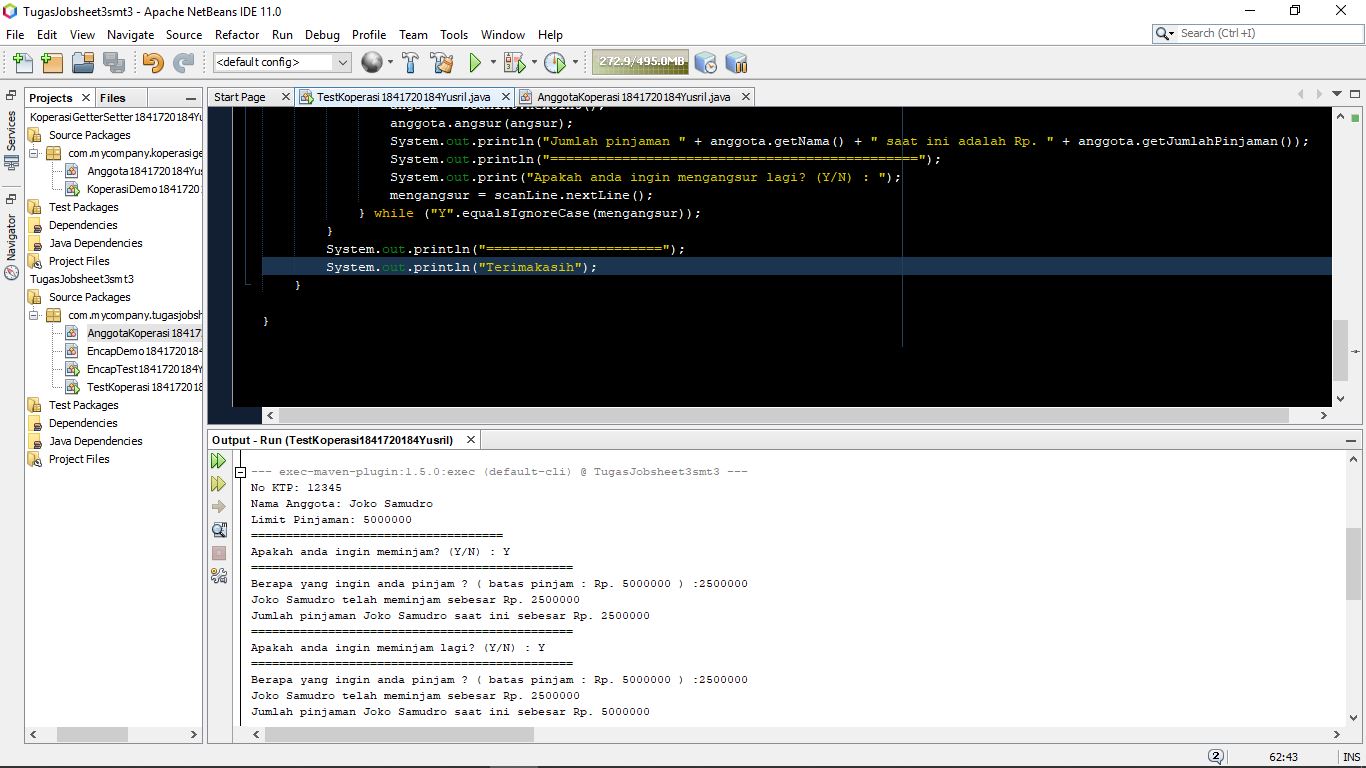 TugasJobsheet3smt3 - Apache NetBeans IDE 11.0
File Edit View Navigate Source Refactor Run Debug Profile Team Tools Window Help
Search (Ctrl+I)
<default config>
272.9/495.0MB
Services
Navigator
Projects
Files
KoperasiGetterSetter1841720184Yu
Source Packages
com.mycompany.koperasige
Anggota1841720184Yus
KoperasiDemo1841720
Test Packages
Dependencies
Java Dependencies
Project Files
TugasJobsheet3smt3
Source Packages
com.mycompany.tugasjobsh
AnggotaKoperasi18417
EncapDemo1841720184
EncapTest1841720184Y
TestKoperasi18417201
Test Packages
Dependencies
Java Dependencies
Project Files
Start Page
TestKoperasi1841720184Yusril.java
AnggotaKoperasi1841720184Yusril.java
anggota.angsur(angsur);
System.out.println("Jumlah pinjaman " + anggota.getNama() + " saat ini adalah Rp. " + anggota.getJumlahPinjaman());
System.out.println("==============================================");
System.out.print("Apakah anda ingin mengangsur lagi? (Y/N) : ");
mengangsur = scanLine.nextLine();
} while ("Y".equalsIgnoreCase(mengangsur));
}
System.out.println("======================");
System.out.println("Terimakasih");
}
}
Output - Run (TestKoperasi1841720184Yusril)
--- exec-maven-plugin:1.5.0:exec (default-cli) @ TugasJobsheet3smt3 ---
No KTP: 12345
Nama Anggota: Joko Samudro
Limit Pinjaman: 5000000
====================================
Apakah anda ingin meminjam? (Y/N) : Y
==============================================
Berapa yang ingin anda pinjam ? ( batas pinjam : Rp. 5000000 ) :2500000
Joko Samudro telah meminjam sebesar Rp. 2500000
Jumlah pinjaman Joko Samudro saat ini sebesar Rp. 2500000
==============================================
Apakah anda ingin meminjam lagi? (Y/N) : Y
==============================================
Berapa yang ingin anda pinjam ? ( batas pinjam : Rp. 5000000 ) :2500000
Joko Samudro telah meminjam sebesar Rp. 2500000
Jumlah pinjaman Joko Samudro saat ini sebesar Rp. 5000000
2
62:43
INS